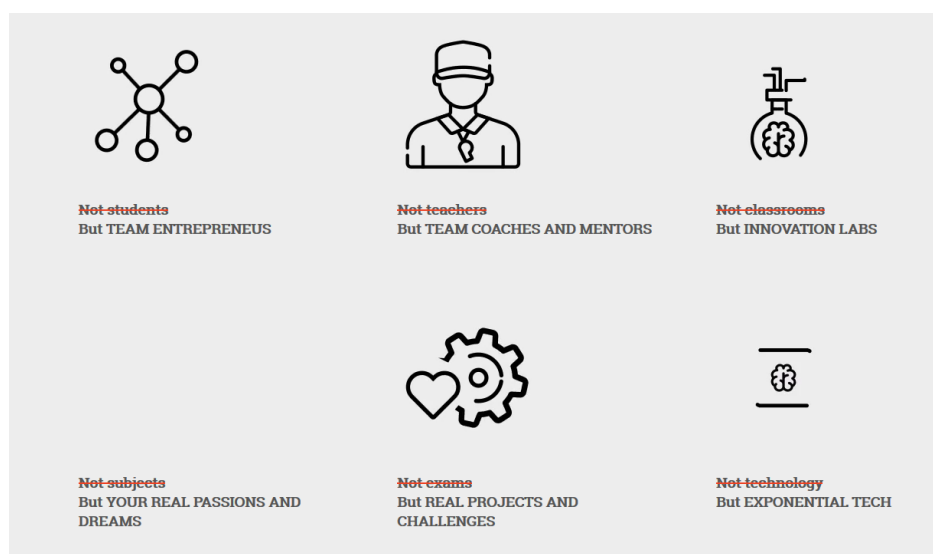 Not students
But TEAM ENTREPRENEUS
Not teachers
But TEAM COACHES AND MENTORS
Not classrooms
But INNOVATION LABS
Not subjects
But YOUR REAL PASSIONS AND
DREAMS
Not exams
But REAL PROJECTS AND
CHALLENGES
Not technology
But EXPONENTIAL TECH